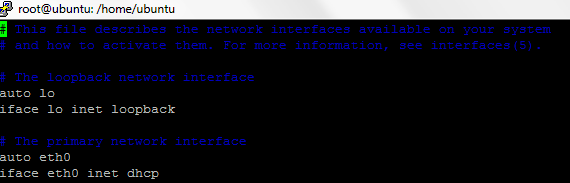 root@ubuntu: /home/ubuntu
# This file describes the network interfaces available on your system
# and how to activate them. For more information, see interfaces(5).
# The loopback network interface
auto lo
iface lo inet loopback
# The primary network interface
auto eth0
iface eth0 inet dhcp